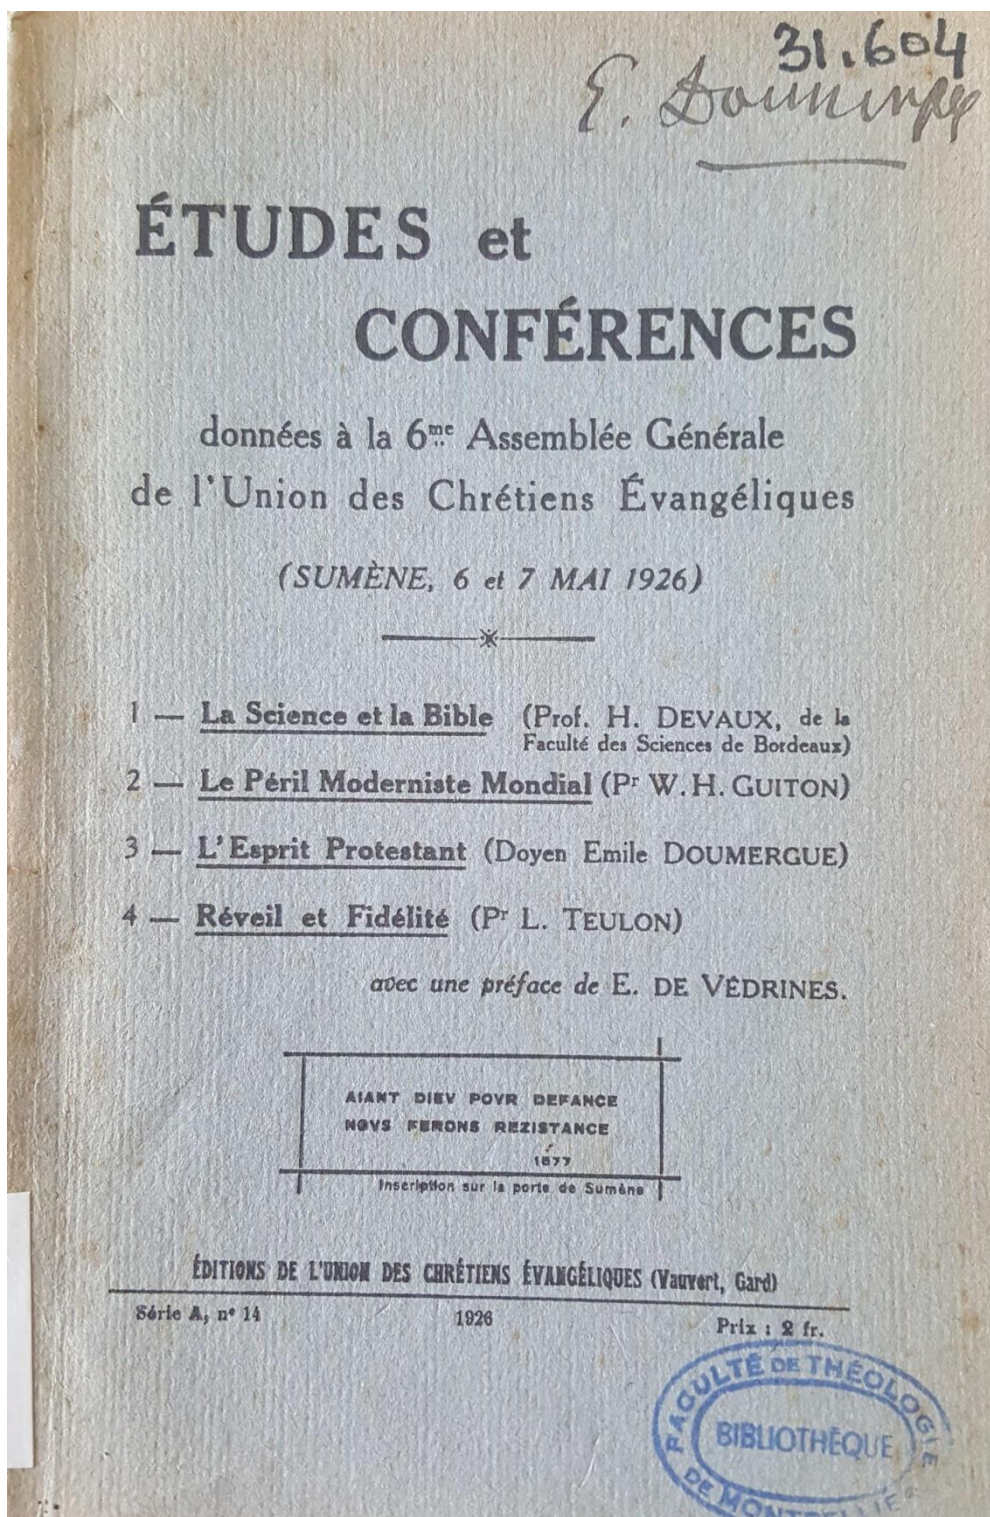 31.604
E. Doumergue
ÉTUDES et
CONFÉRENCES
données à la 6me Assemblée Générale
de l'Union des Chrétiens Évangéliques
(SUMÈNE, 6 et 7 MAI 1926)
1 — La Science et la Bible (Prof. H. DEVAUX, de la
Faculté des Sciences de Bordeaux)
2 — Le Péril Moderniste Mondial (Pr W. H. GUITON)
3 — L'Esprit Protestant (Doyen Emile DOUMERGUE)
4 — Réveil et Fidélité (Pr L. TEULON)
avec une préface de E. DE VÉDRINES.
AIANT DIEV POVR DEFANCE
NOVS FERONS REZISTANCE
1677
Inscription sur la porte de Sumène
ÉDITIONS DE L'UNION DES CHRÉTIENS ÉVANGÉLIQUES (Vauvert, Gard)
Série A, n° 14 1926 Prix : 2 fr.
FACULTÉ DE THÉOLOGIE
BIBLIOTHÈQUE
DE MONTPELLIER